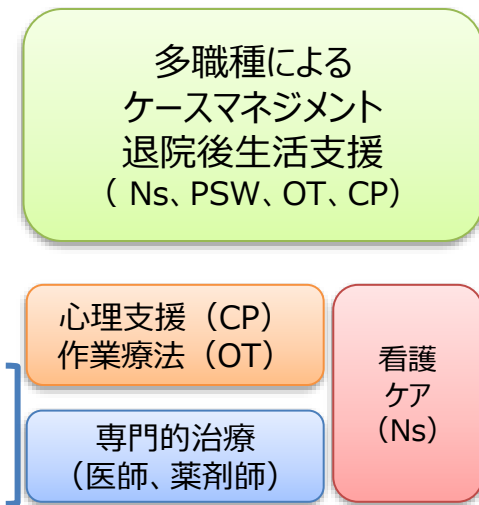 多職種による
ケースマネジメント
退院後生活支援
（ Ns、PSW、OT、CP）
心理支援（CP）
作業療法（OT）
看護
ケア
（Ns）
専門的治療
（医師、薬剤師）